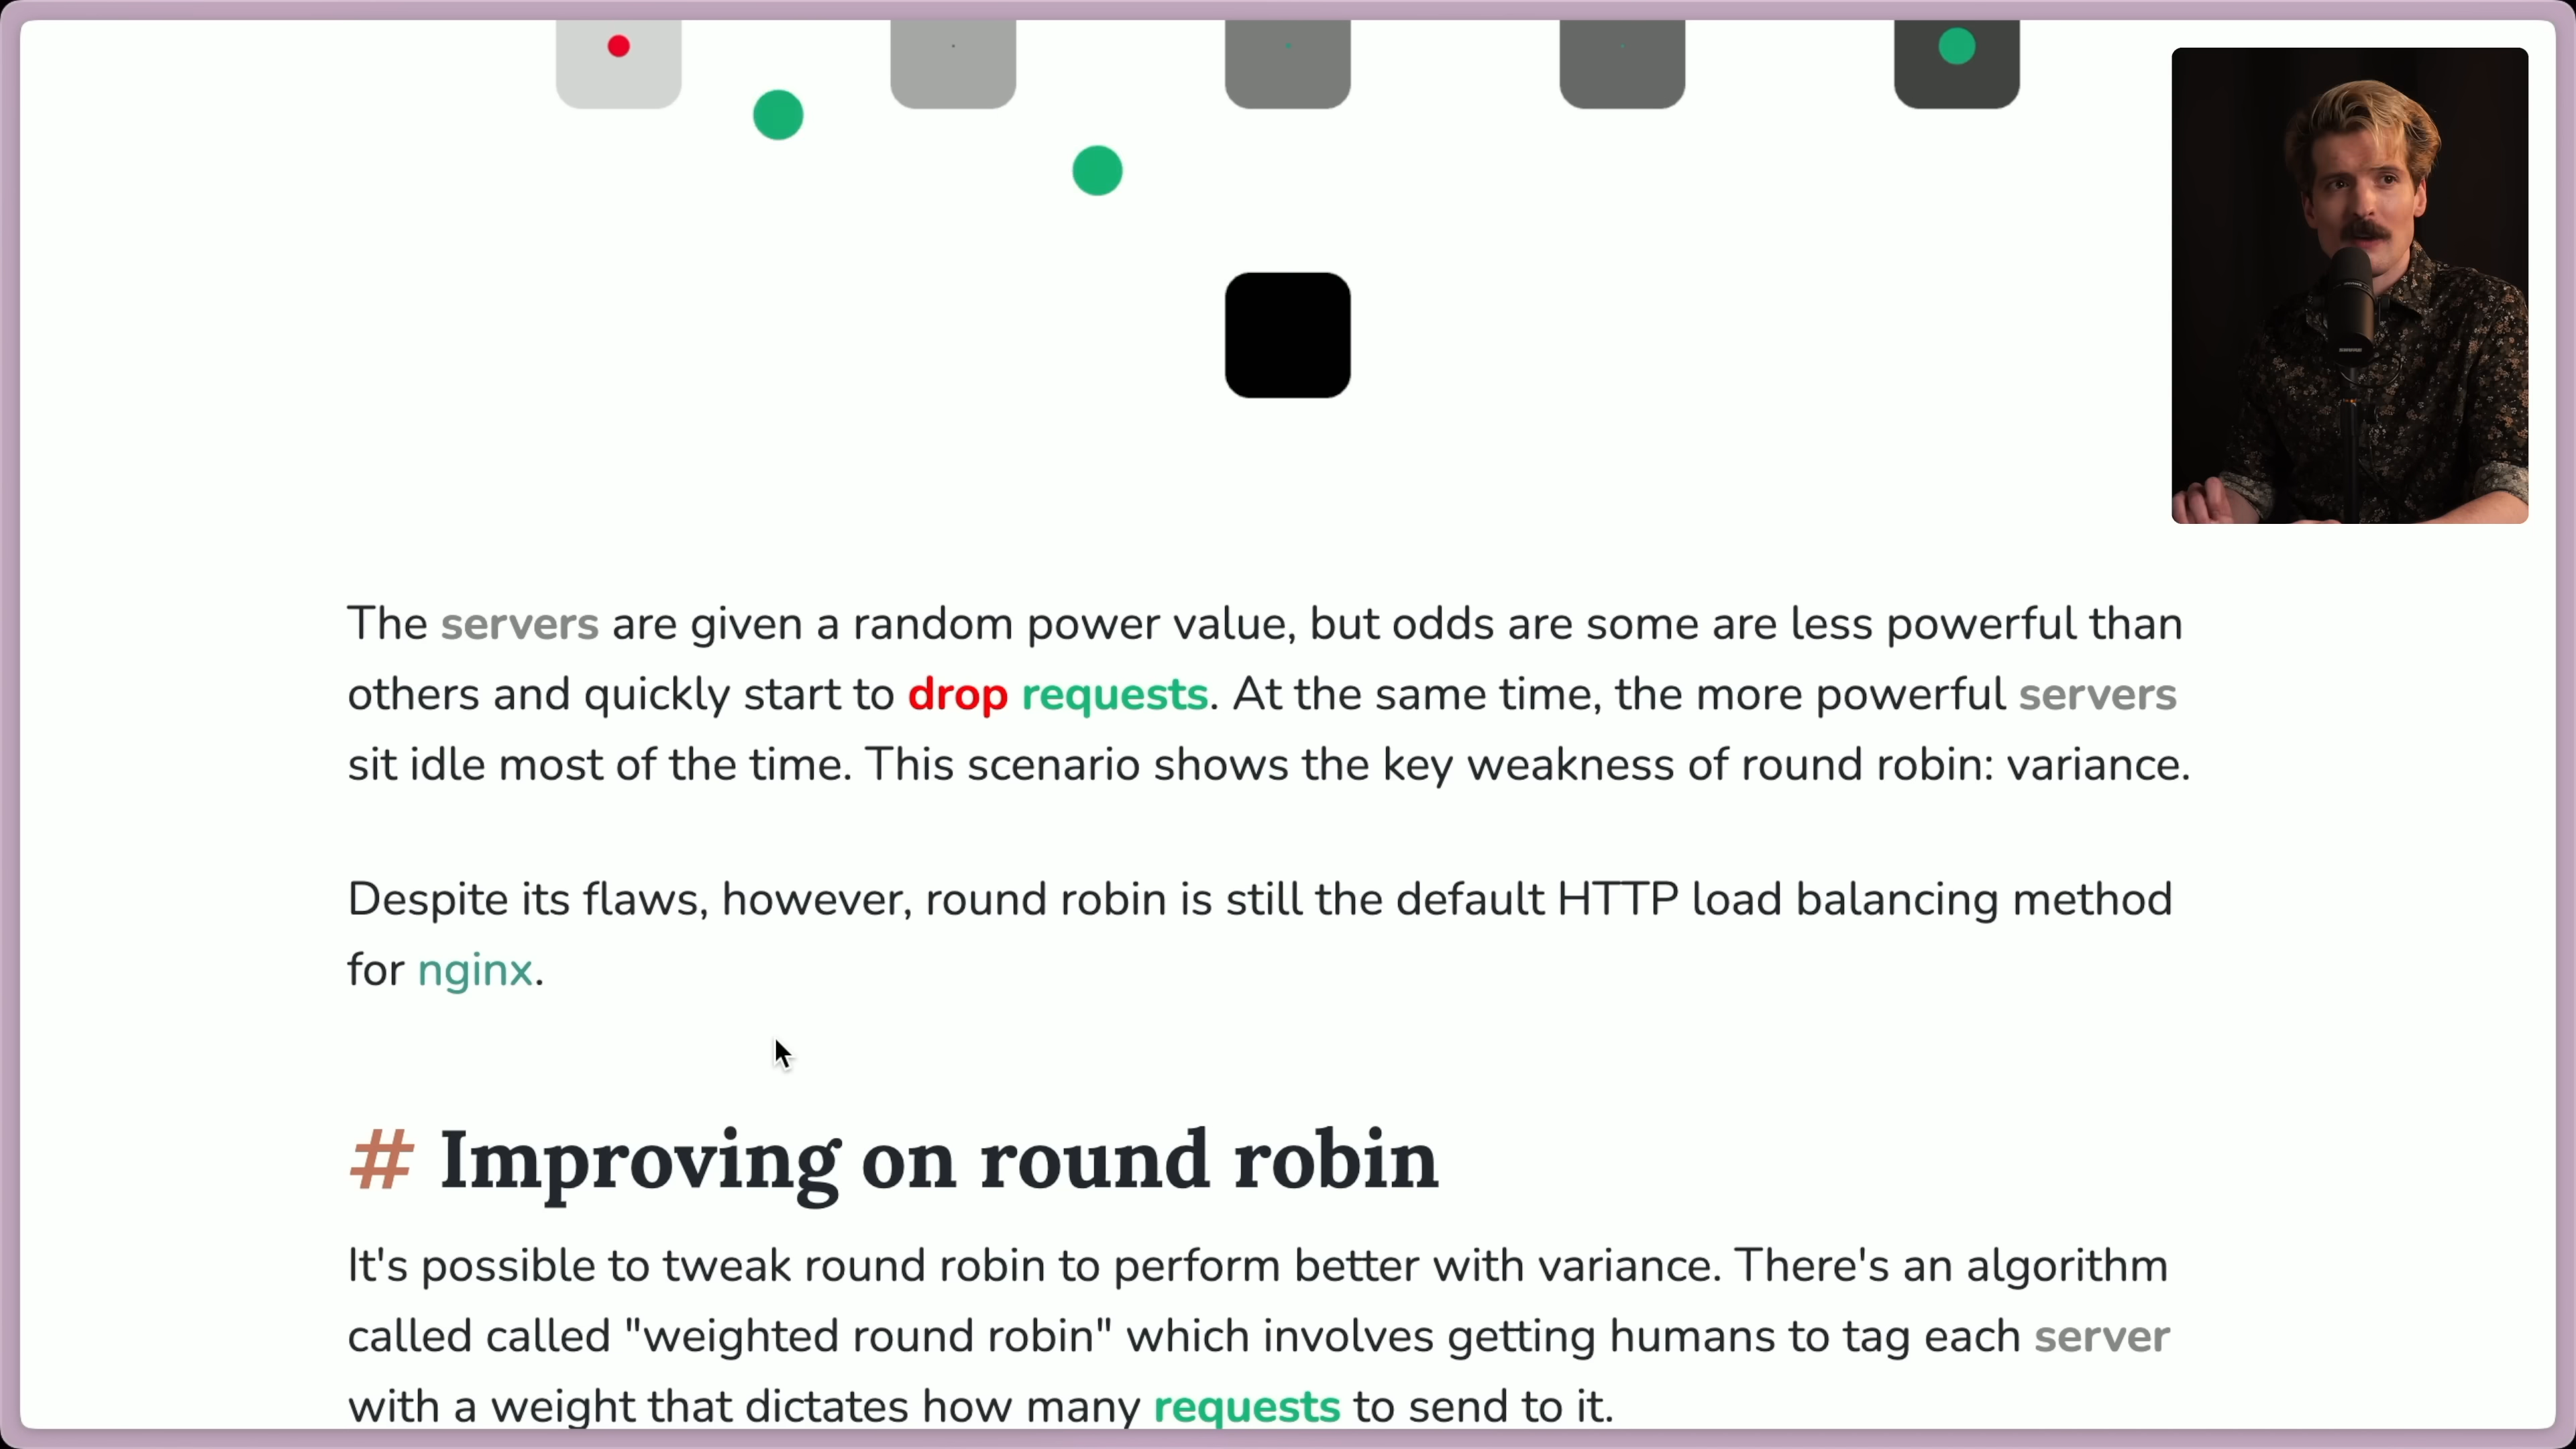 The servers are given a random power value, but odds are some are less powerful than
others and quickly start to drop requests. At the same time, the more powerful servers
sit idle most of the time. This scenario shows the key weakness of round robin: variance.
Despite its flaws, however, round robin is still the default HTTP load balancing method
for nginx.
# Improving on round robin
It's possible to tweak round robin to perform better with variance. There's an algorithm
called called "weighted round robin" which involves getting humans to tag each server
with a weight that dictates how many requests to send to it.